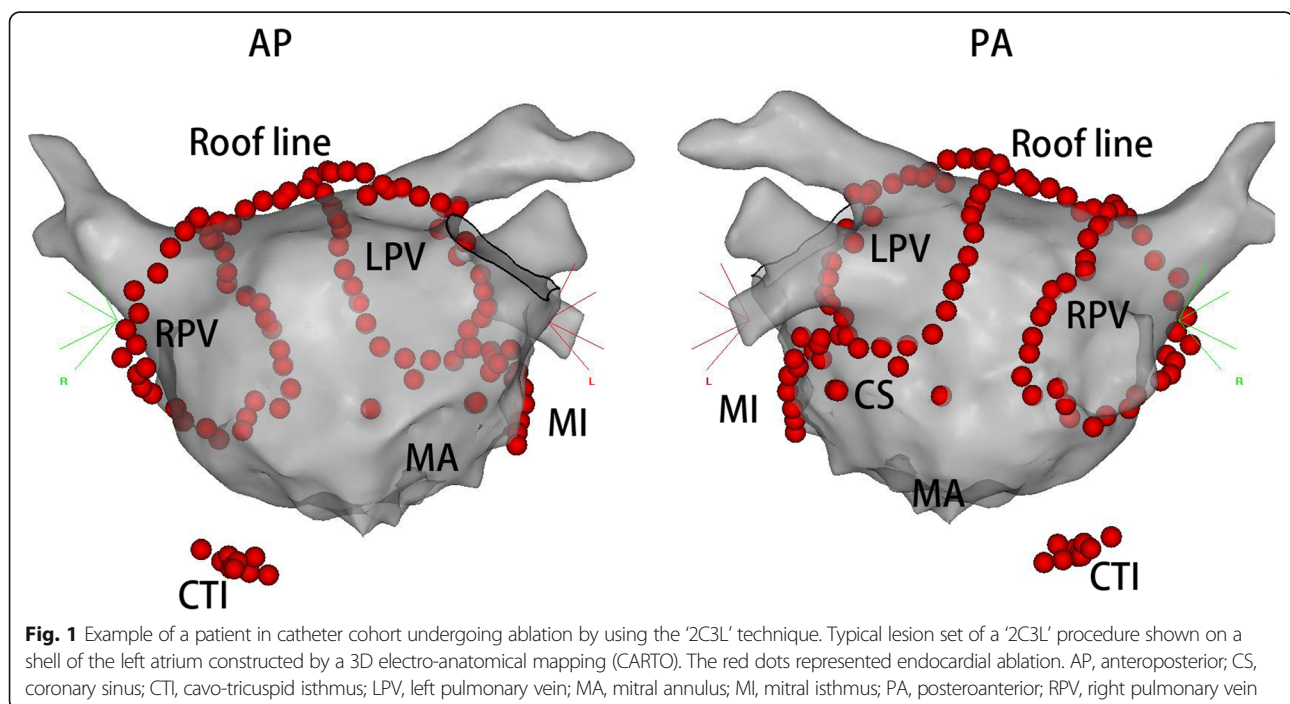 AP
PA
Roof line
Roof line
LPV
LPV
RPV
RPV
R
L
L
R
MI
MI
CS
MA
MA
CTI
CTI
Fig. 1 Example of a patient in catheter cohort undergoing ablation by using the ‘2C3L’ technique. Typical lesion set of a ‘2C3L’ procedure shown on a
shell of the left atrium constructed by a 3D electro-anatomical mapping (CARTO). The red dots represented endocardial ablation. AP, anteroposterior; CS,
coronary sinus; CTI, cavo-tricuspid isthmus; LPV, left pulmonary vein; MA, mitral annulus; MI, mitral isthmus; PA, posteroanterior; RPV, right pulmonary vein